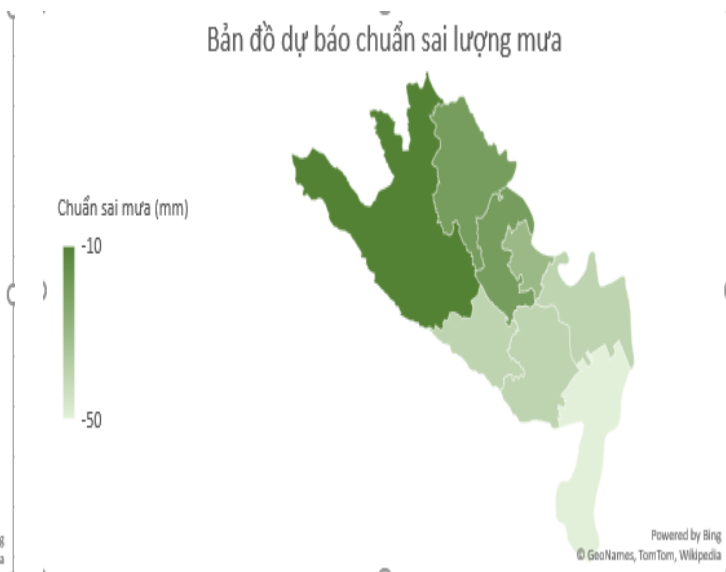 Bản đồ dự báo chuẩn sai lượng mưa
Chuẩn sai mưa (mm)
-10
-50
Powered by Bing
© GeoNames, TomTom, Wikipedia